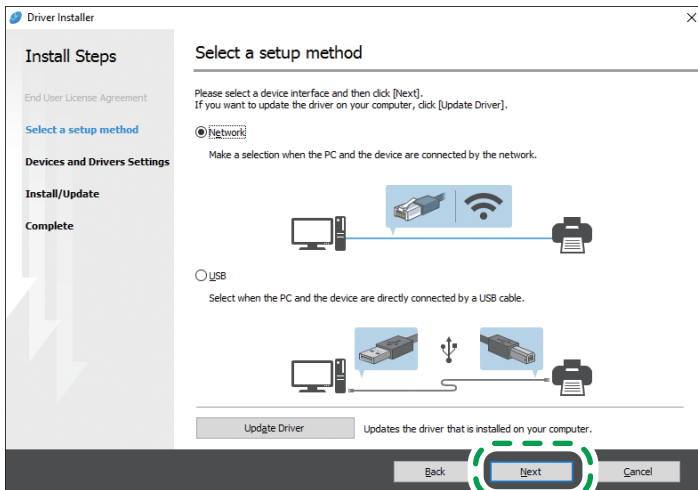 Driver Installer
Install Steps
End User License Agreement
Select a setup method
Devices and Drivers Settings
Install/Update
Complete
Select a setup method
Please select a device interface and then click [Next].
If you want to update the driver on your computer, click [Update Driver].
Network
Make a selection when the PC and the device are connected by the network.
USB
Select when the PC and the device are directly connected by a USB cable.
Update Driver
Updates the driver that is installed on your computer.
Back
Next
Cancel